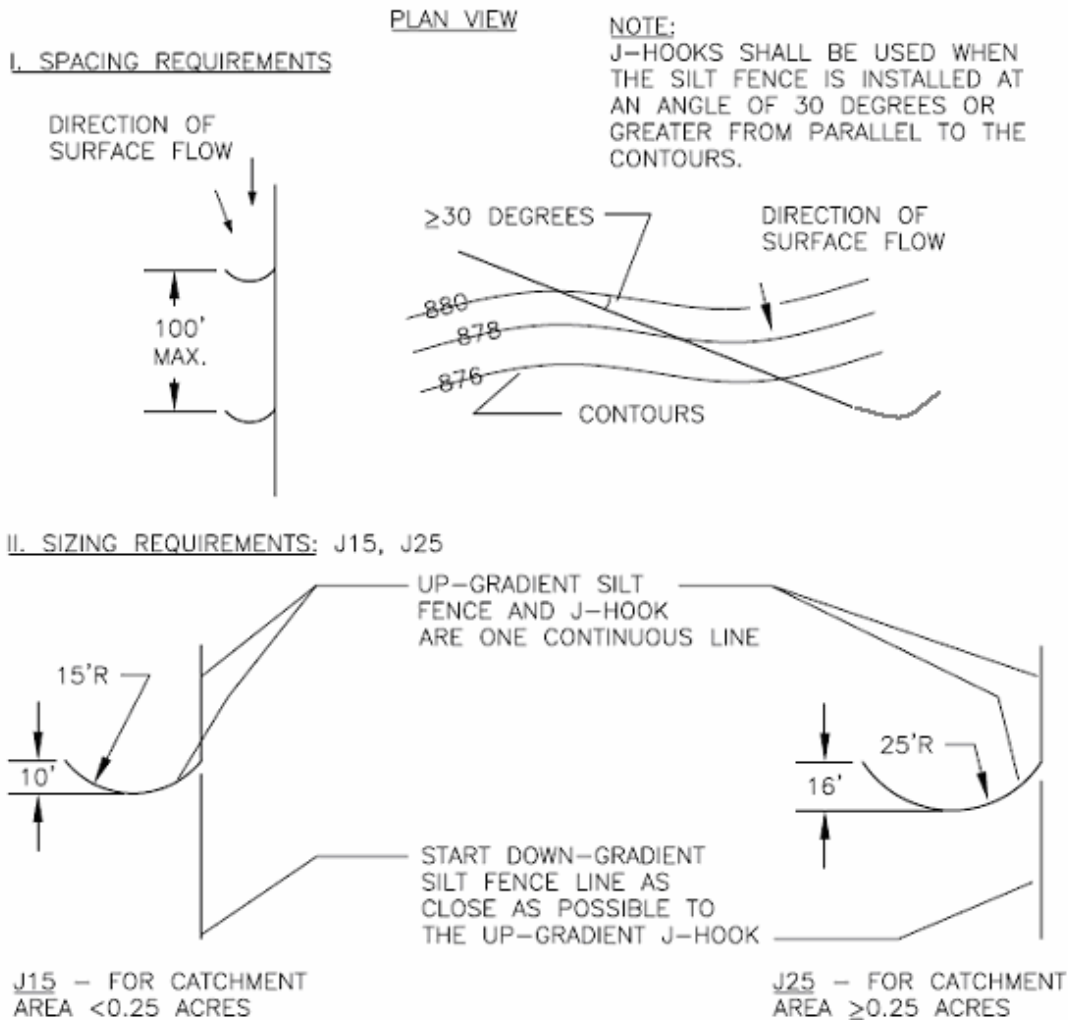 PLAN VIEW
I. SPACING REQUIREMENTS
NOTE:
J-HOOKS SHALL BE USED WHEN
THE SILT FENCE IS INSTALLED AT
AN ANGLE OF 30 DEGREES OR
GREATER FROM PARALLEL TO THE
CONTOURS.
DIRECTION OF
SURFACE FLOW
100'
MAX.
≥30 DEGREES
DIRECTION OF
SURFACE FLOW
880
878
876
CONTOURS
II. SIZING REQUIREMENTS: J15, J25
UP-GRADIENT SILT
FENCE AND J-HOOK
ARE ONE CONTINUOUS LINE
15'R
10'
25'R
16'
START DOWN-GRADIENT
SILT FENCE LINE AS
CLOSE AS POSSIBLE TO
THE UP-GRADIENT J-HOOK
J15 - FOR CATCHMENT
AREA <0.25 ACRES
J25 - FOR CATCHMENT
AREA ≥0.25 ACRES